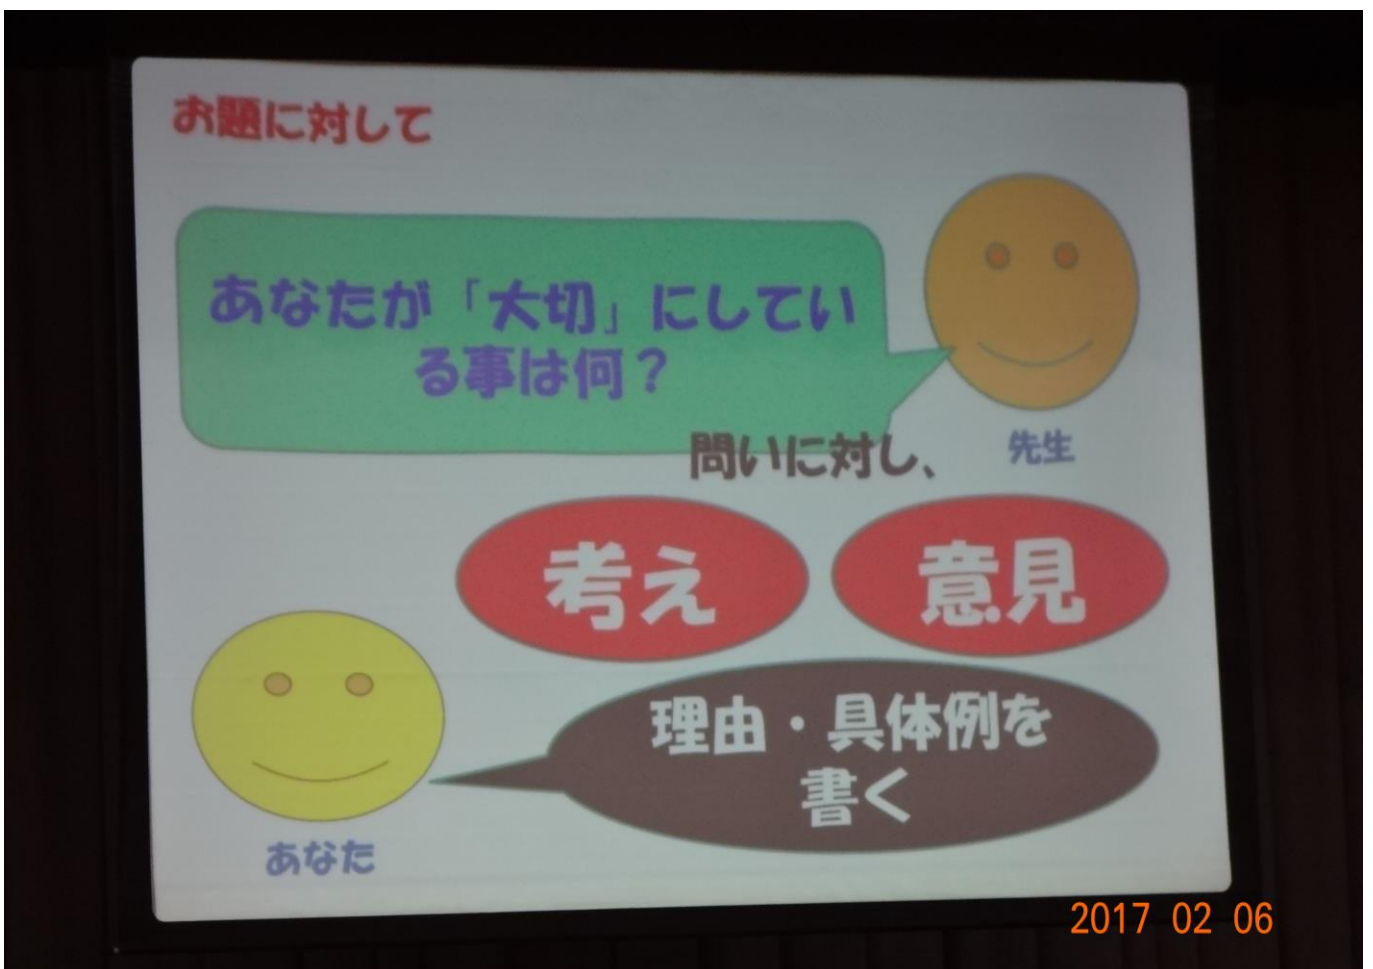 お題に対して
あなたが「大切」にしてい
る事は何？
問いに対し、
先生
考え
意見
理由・具体例を
書く
あなた
2017 02 06